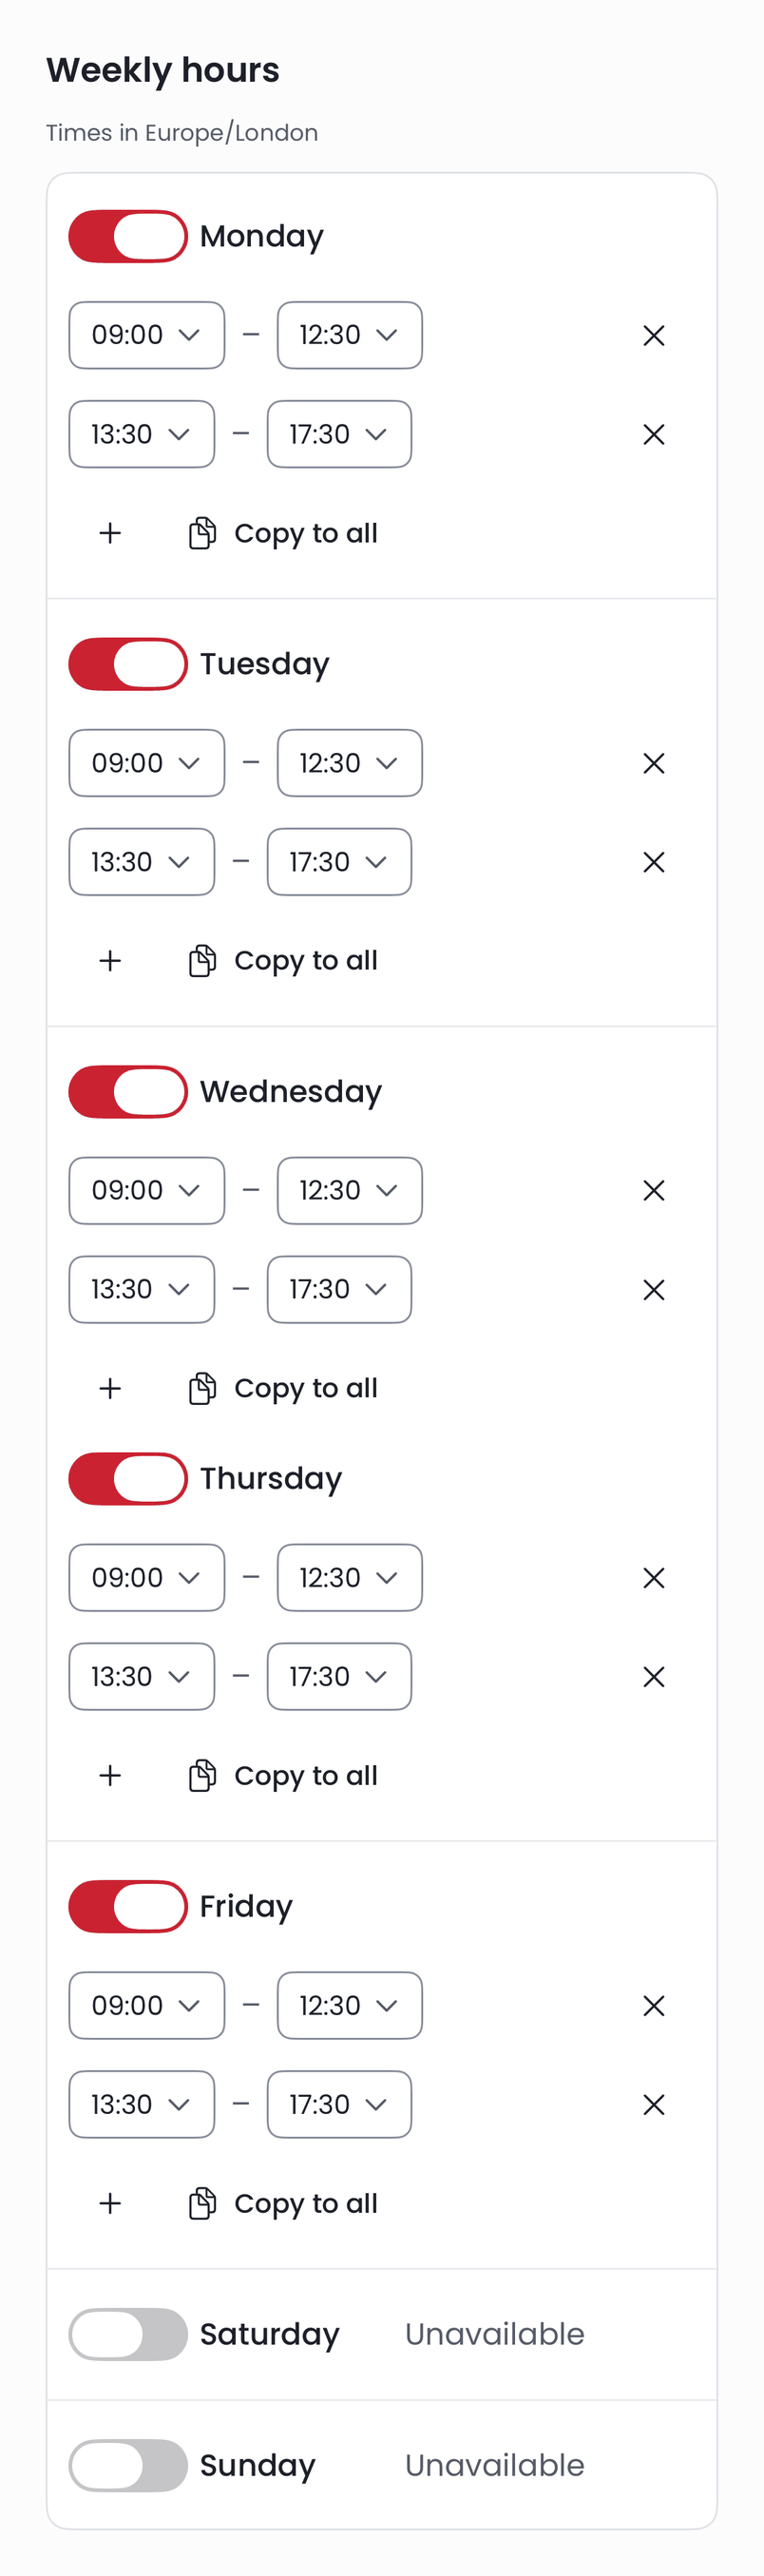 Weekly hours
Times in Europe/London
Monday
09:00 – 12:30
13:30 – 17:30
Copy to all
Tuesday
09:00 – 12:30
13:30 – 17:30
Copy to all
Wednesday
09:00 – 12:30
13:30 – 17:30
Copy to all
Thursday
09:00 – 12:30
13:30 – 17:30
Copy to all
Friday
09:00 – 12:30
13:30 – 17:30
Copy to all
Saturday Unavailable
Sunday Unavailable